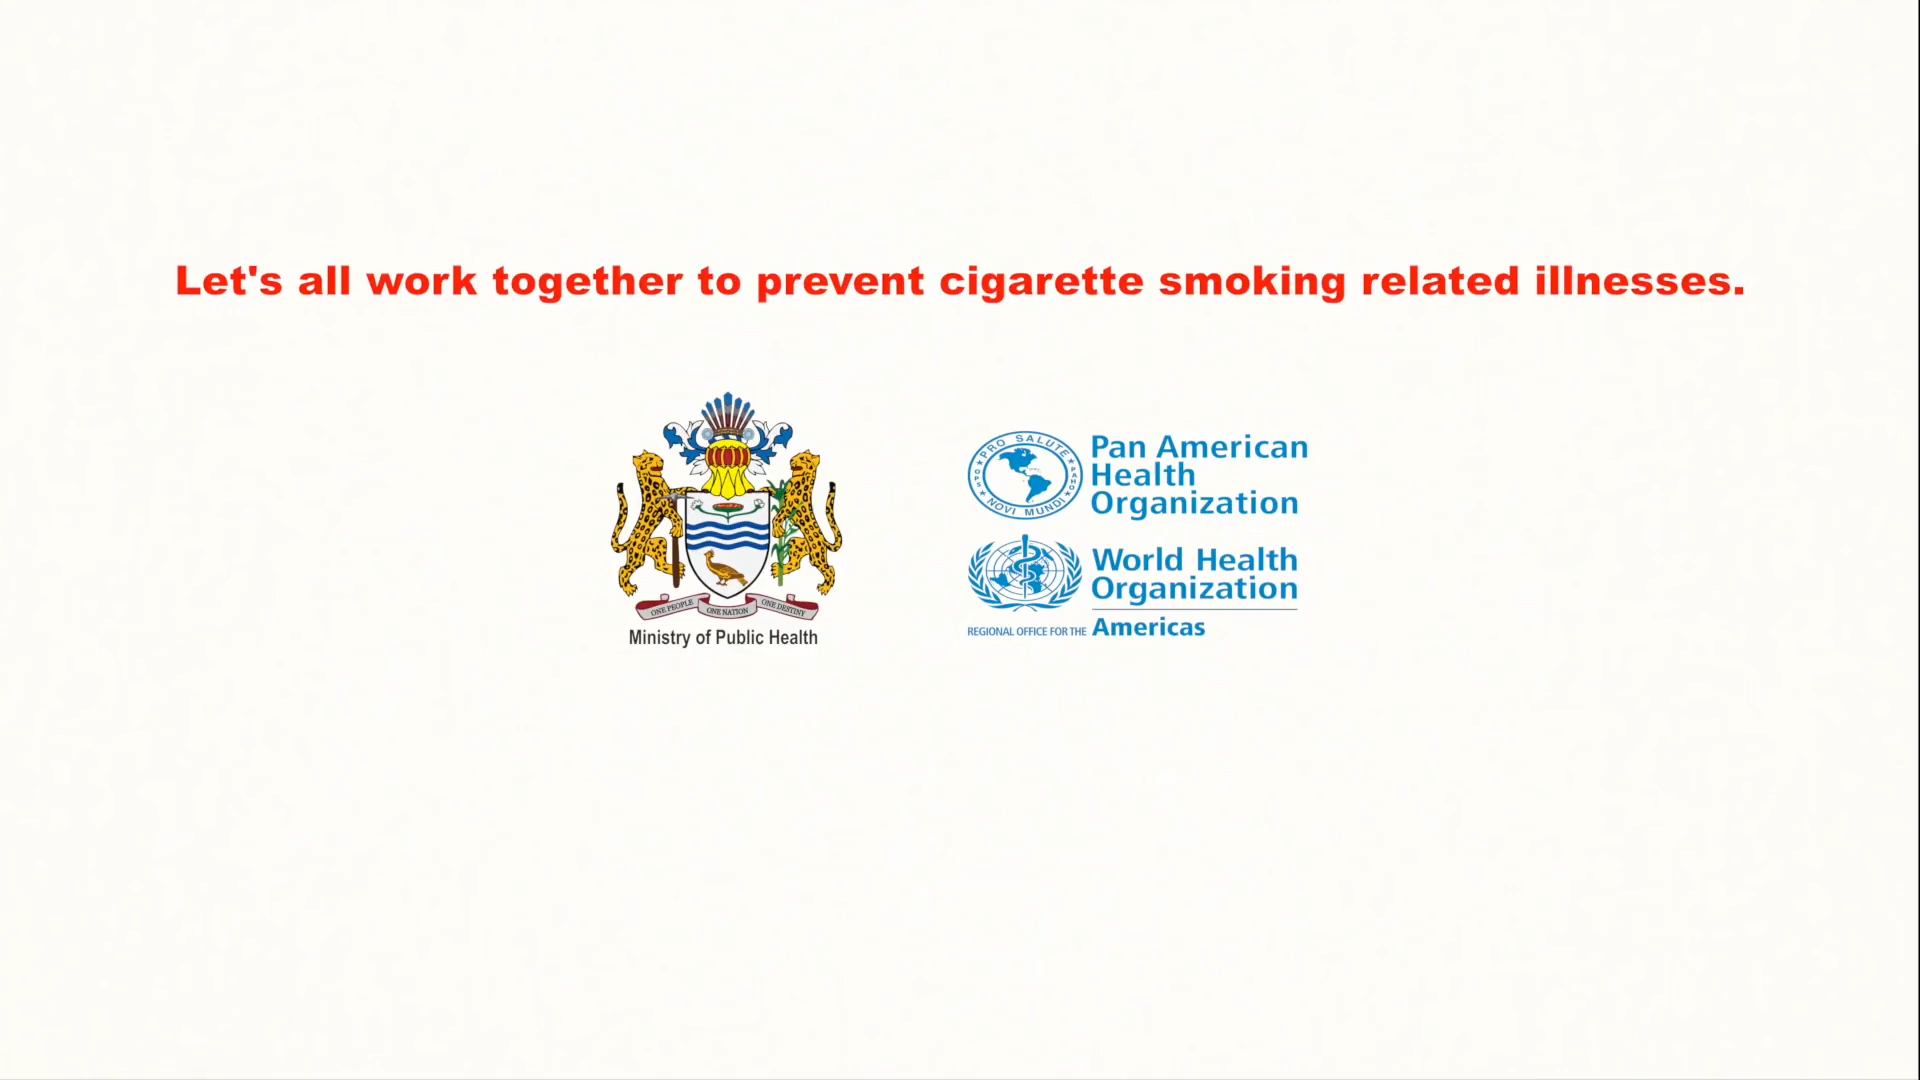 Let's all work together to prevent cigarette smoking related illnesses.
ONE PEOPLE ONE NATION ONE DESTINY
Ministry of Public Health
PRO SALUTE
NOVI MUNDI
Pan American
Health
Organization
World Health
Organization
REGIONAL OFFICE FOR THE Americas